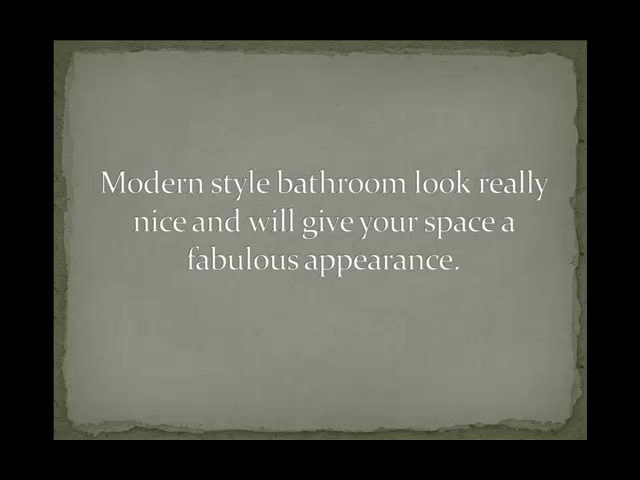 Modern style bathroom look really
nice and will give your space a
fabulous appearance.